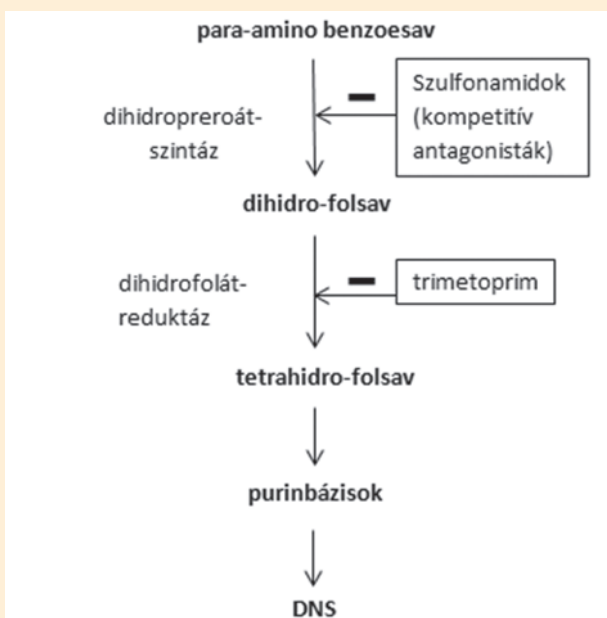 para-amino benzoesav
Szulfonamidok
(kompetitív
antagonisták)
dihidropreroát-
szintáz
dihidro-folsav
dihidrofolát-
reduktáz
trimetoprim
tetrahidro-folsav
purinbázisok
DNS